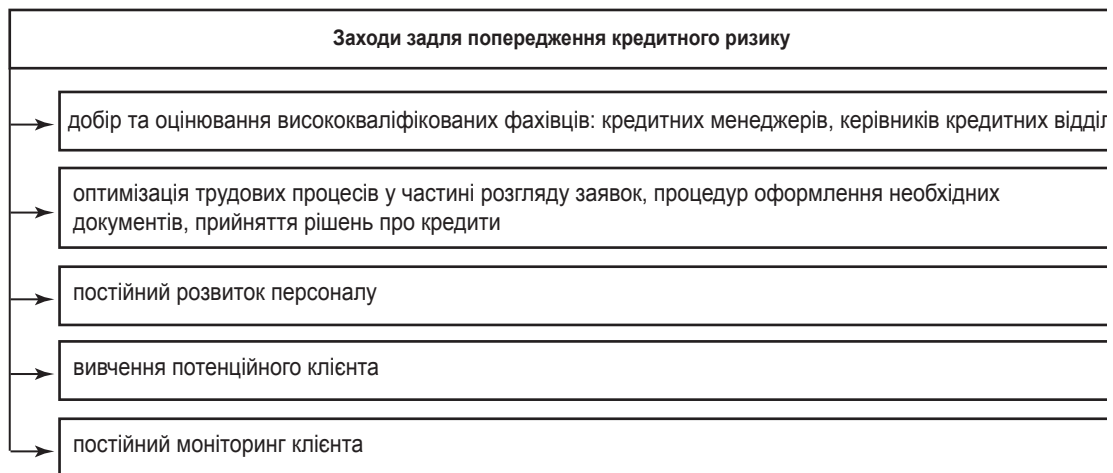 Заходи задля попередження кредитного ризику
добір та оцінювання висококваліфікованих фахівців: кредитних менеджерів, керівників кредитних
оптимізація трудових процесів у частині розгляду заявок, процедур оформлення необхідних
документів, прийняття рішень про кредити
постійний розвиток персоналу
вивчення потенційного клієнта
постійний моніторинг клієнта